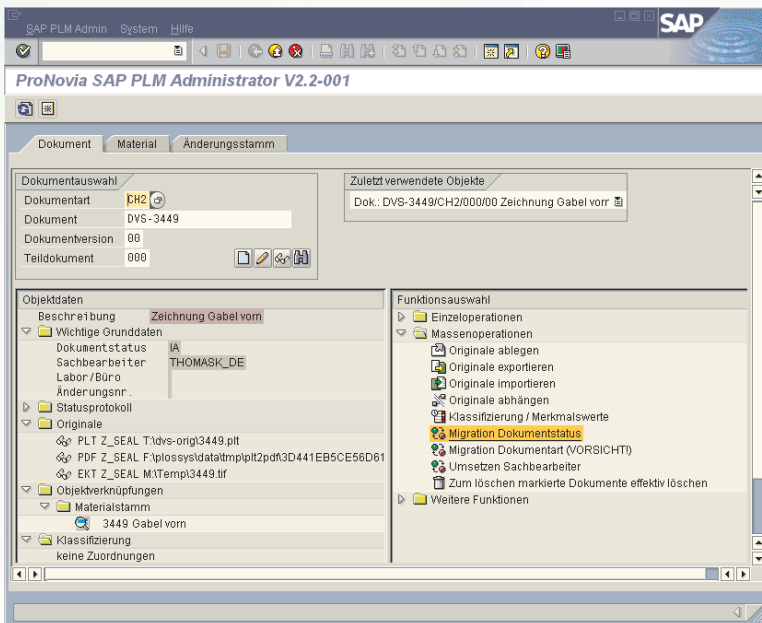 SAP PLM Admin System Hilfe
SAP
ProNovia SAP PLM Administrator V2.2-001
Dokument Material Änderungsstamm
Dokumentauswahl
Dokumentart CH2
Dokument DVS-3449
Dokumentversion 00
Teildokument 000
Zuletzt verwendete Objekte
Dok.: DVS-3449/CH2/000/00 Zeichnung Gabel vorn
Objektdaten
Beschreibung Zeichnung Gabel vorn
Wichtige Grunddaten
Dokumentstatus IA
Sachbearbeiter THOMASK_DE
Labor/Büro
Änderungsnr.
Statusprotokoll
Originale
PLT Z_SEAL T:\dvs-orig\3449.plt
PDF Z_SEAL F:\plossys\data\tmp\plt2pdf\3D441EB5CE56D61
EKT Z_SEAL M:\Temp\3449.tif
Objektverknüpfungen
Materialstamm
3449 Gabel vorn
Klassifizierung
keine Zuordnungen
Funktionsauswahl
Einzeloperationen
Massenoperationen
Originale ablegen
Originale exportieren
Originale importieren
Originale abhängen
Klassifizierung / Merkmalswerte
Migration Dokumentstatus
Migration Dokumentart (VORSICHT!)
Umsetzen Sachbearbeiter
Zum löschen markierte Dokumente effektiv löschen
Weitere Funktionen